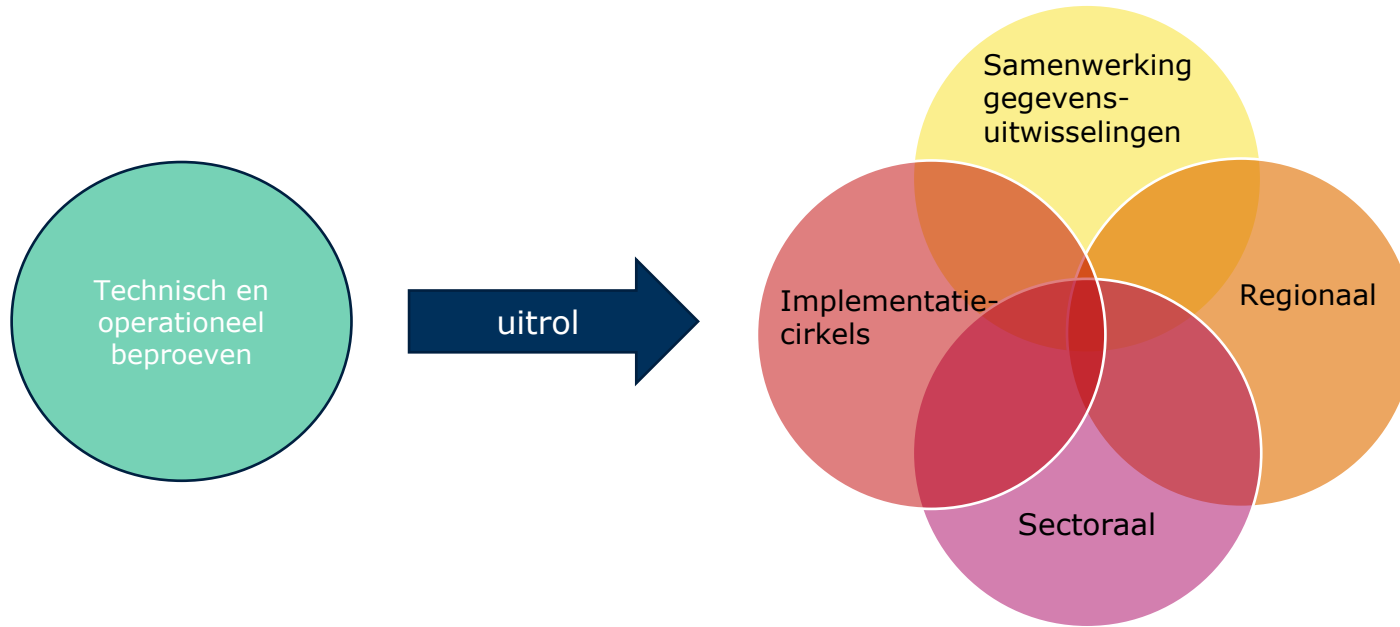 Technisch en
operationeel
beproeven
uitrol
Samenwerking
gegevens-
uitwisselingen
Implementatie-
cirkels
Regionaal
Sectoraal